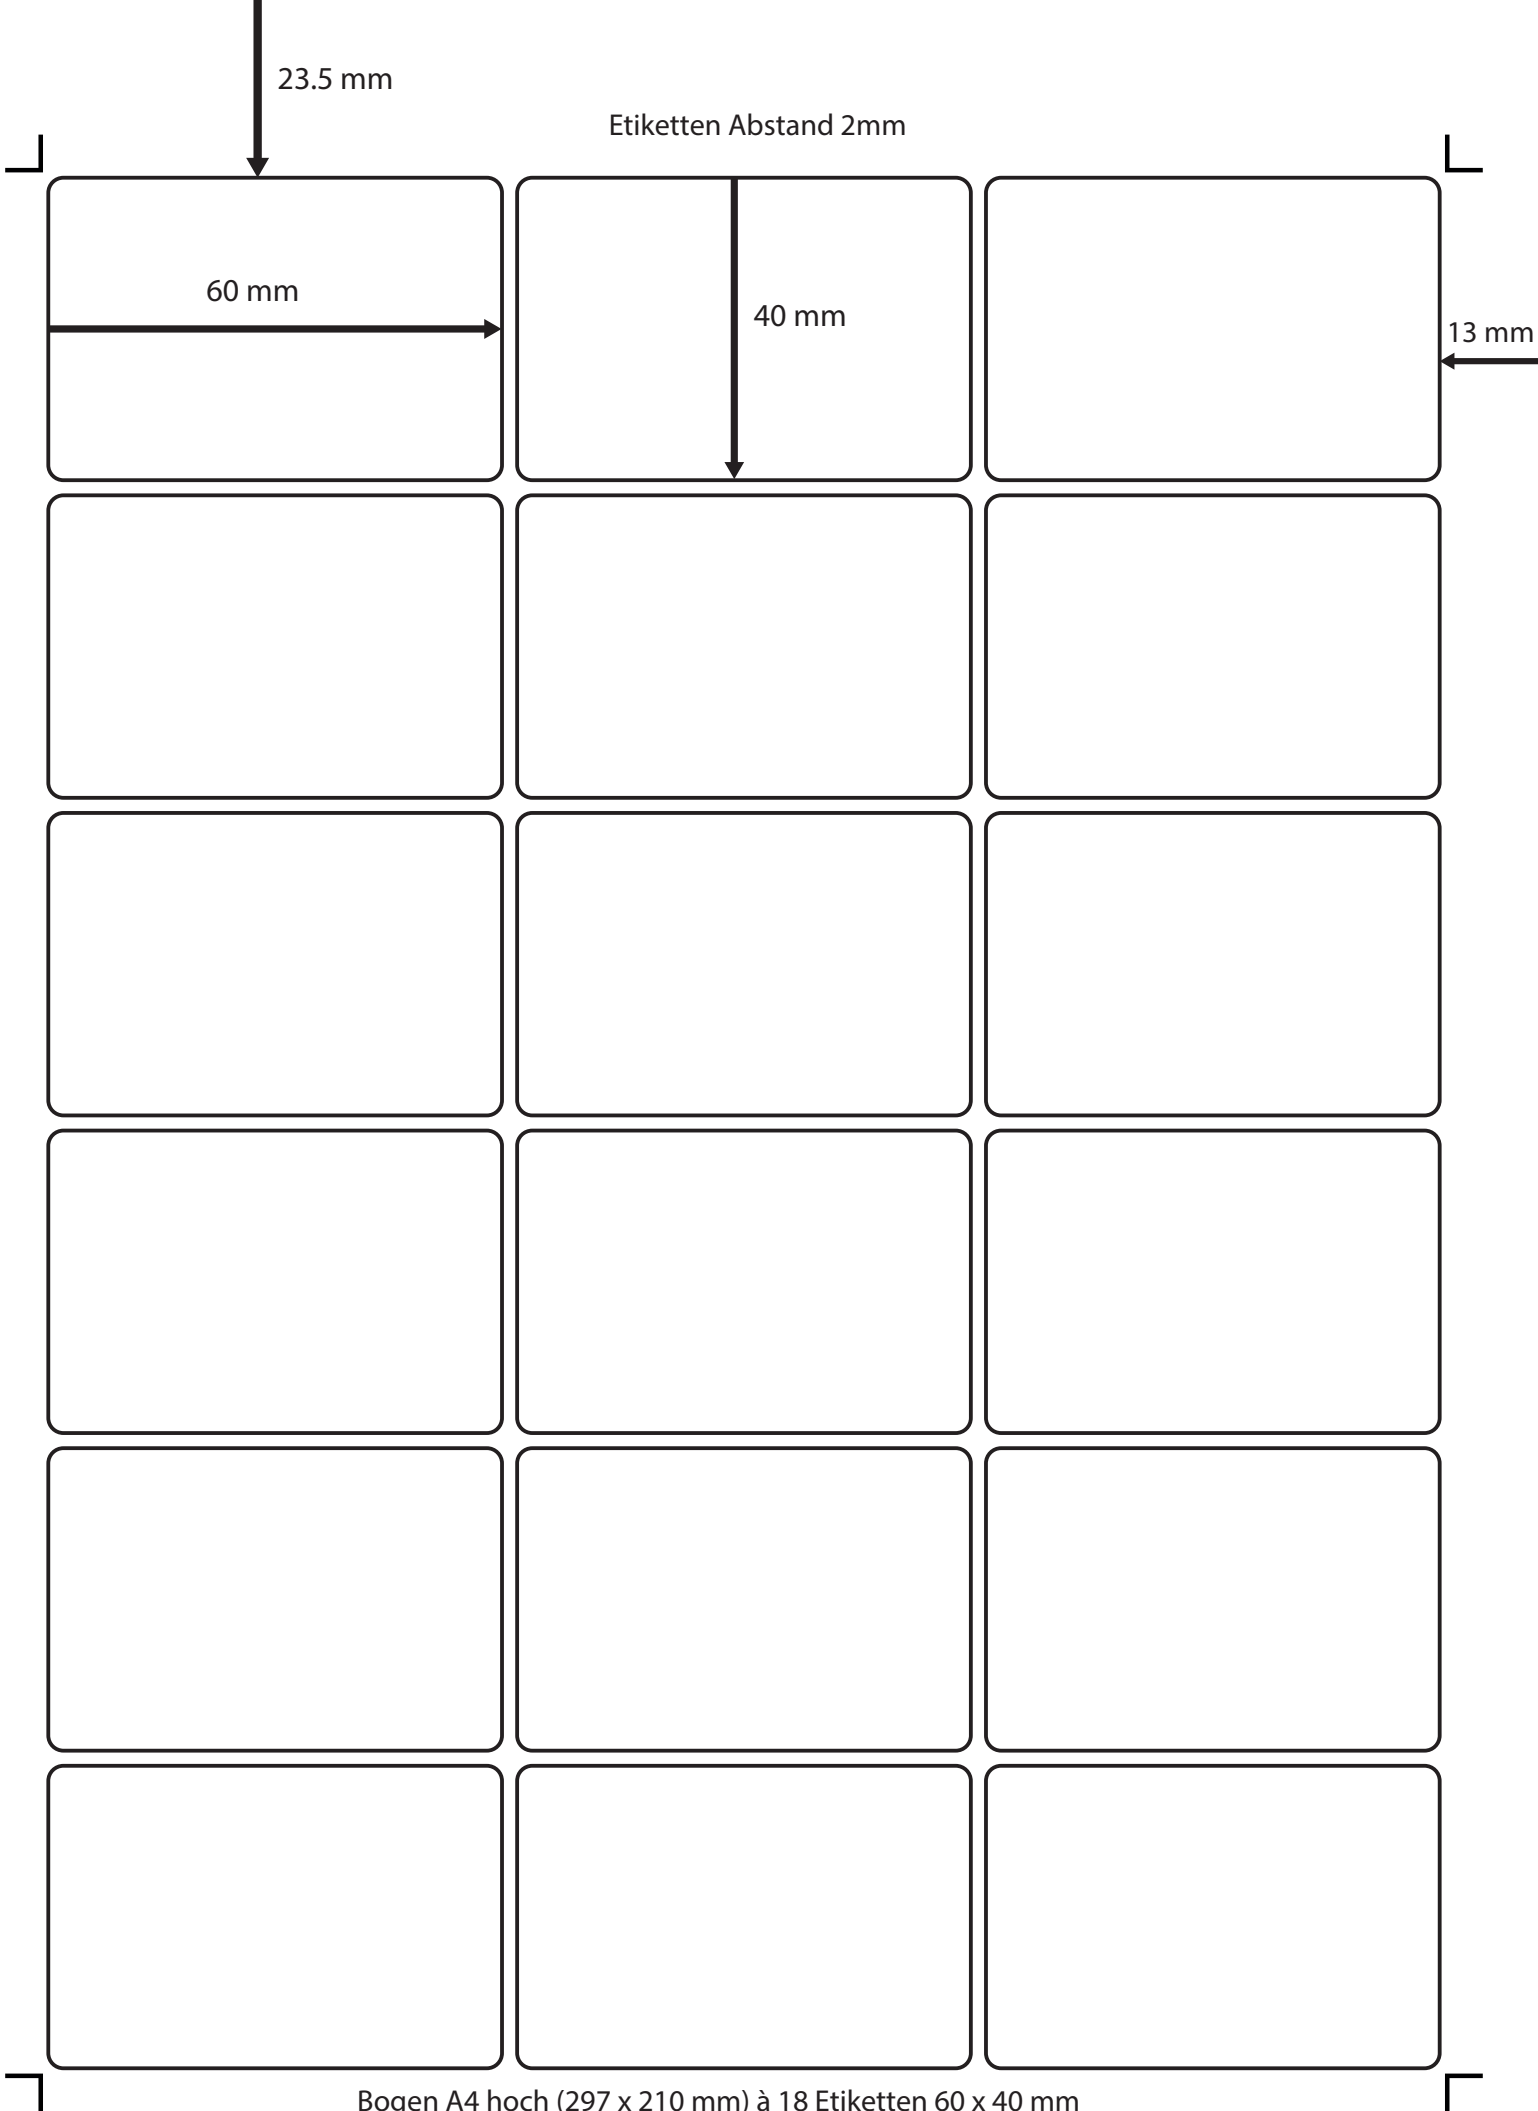 23.5 mm
Etiketten Abstand 2mm
60 mm
40 mm
13 mm
Bogen A4 hoch (297 x 210 mm) à 18 Etiketten 60 x 40 mm